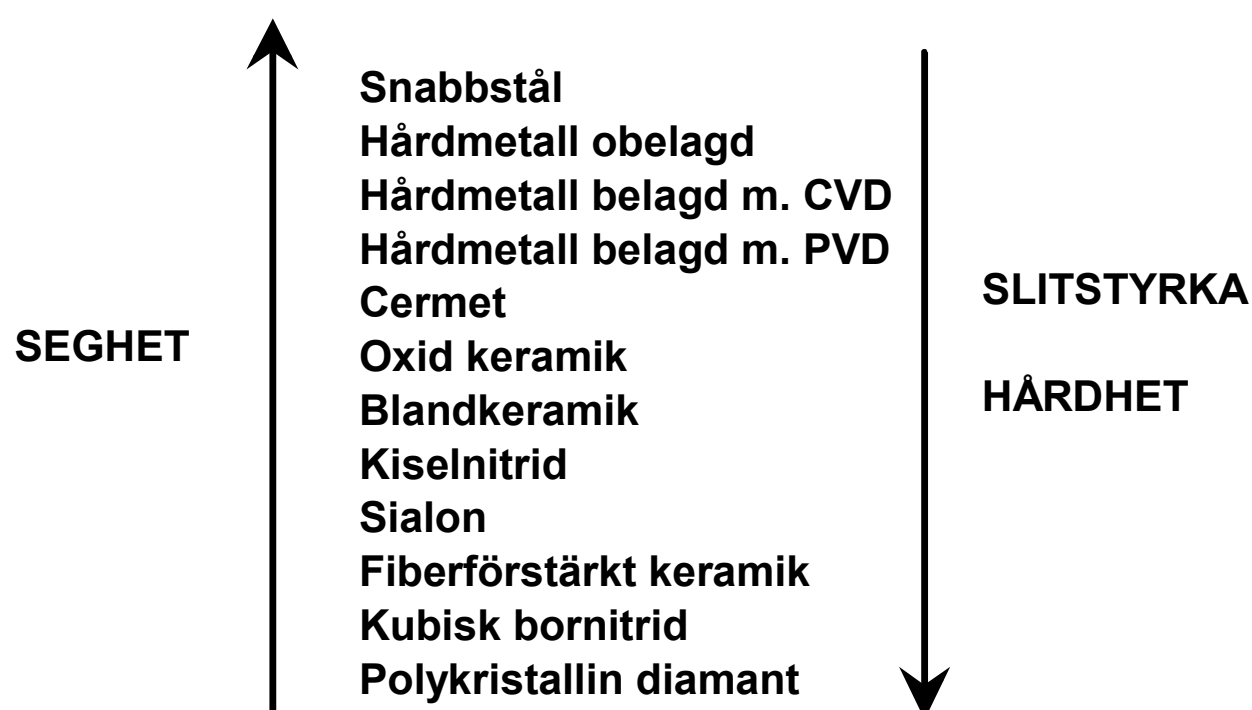 SEGHET
Snabbstål
Hårdmetall obelagd
Hårdmetall belagd m. CVD
Hårdmetall belagd m. PVD
Cermet
Oxid keramik
Blandkeramik
Kiselnitrid
Sialon
Fiberförstärkt keramik
Kubisk bornitrid
Polykristallin diamant
SLITSTYRKA
HÅRDHET